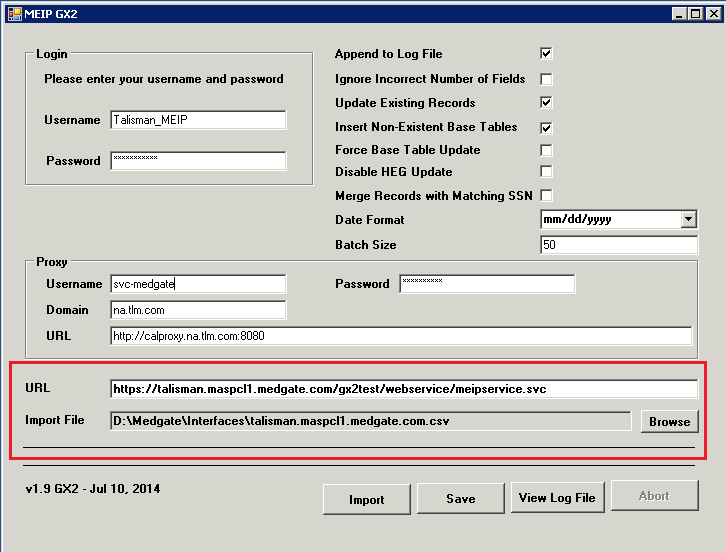 MEIP GX2
Login
Please enter your username and password
Username Talisman_MEIP
Password ***********
Append to Log File
Ignore Incorrect Number of Fields
Update Existing Records
Insert Non-Existent Base Tables
Force Base Table Update
Disable HEG Update
Merge Records with Matching SSN
Date Format mm/dd/yyyy
Batch Size 50
Proxy
Username svc-medgate Password **********
Domain na.tlm.com
URL http://calproxy.na.tlm.com:8080
URL https://talisman.maspcl1.medgate.com/gx2test/webservice/meipservice.svc
Import File D:\Medgate\Interfaces\talisman.maspcl1.medgate.com.csv Browse
v1.9 GX2 - Jul 10, 2014
Import Save View Log File Abort